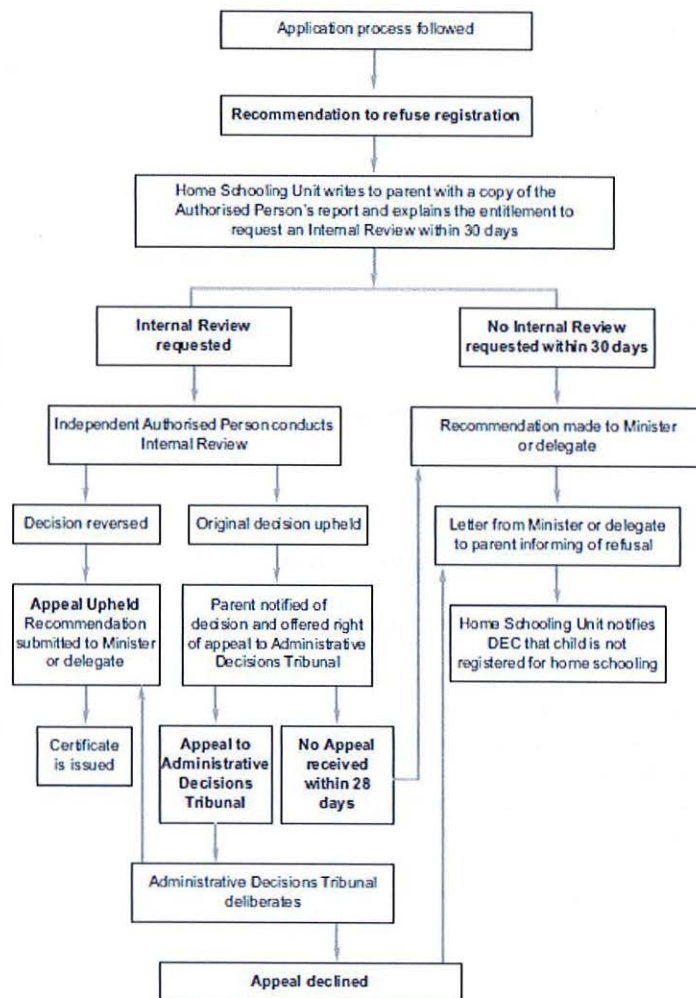 Application process followed
Recommendation to refuse registration
Home Schooling Unit writes to parent with a copy of the
Authorised Person's report and explains the entitlement to
request an Internal Review within 30 days
Internal Review
requested
No Internal Review
requested within 30 days
Independent Authorised Person conducts
Internal Review
Recommendation made to Minister
or delegate
Decision reversed
Original decision upheld
Letter from Minister or delegate
to parent informing of refusal
Appeal Upheld
Recommendation
submitted to Minister
or delegate
Parent notified of
decision and offered right
of appeal to Administrative
Decisions Tribunal
Home Schooling Unit notifies
DEC that child is not
registered for home schooling
Certificate
is issued
Appeal to
Administrative
Decisions
Tribunal
No Appeal
received
within 28
days
Administrative Decisions Tribunal
deliberates
Appeal declined